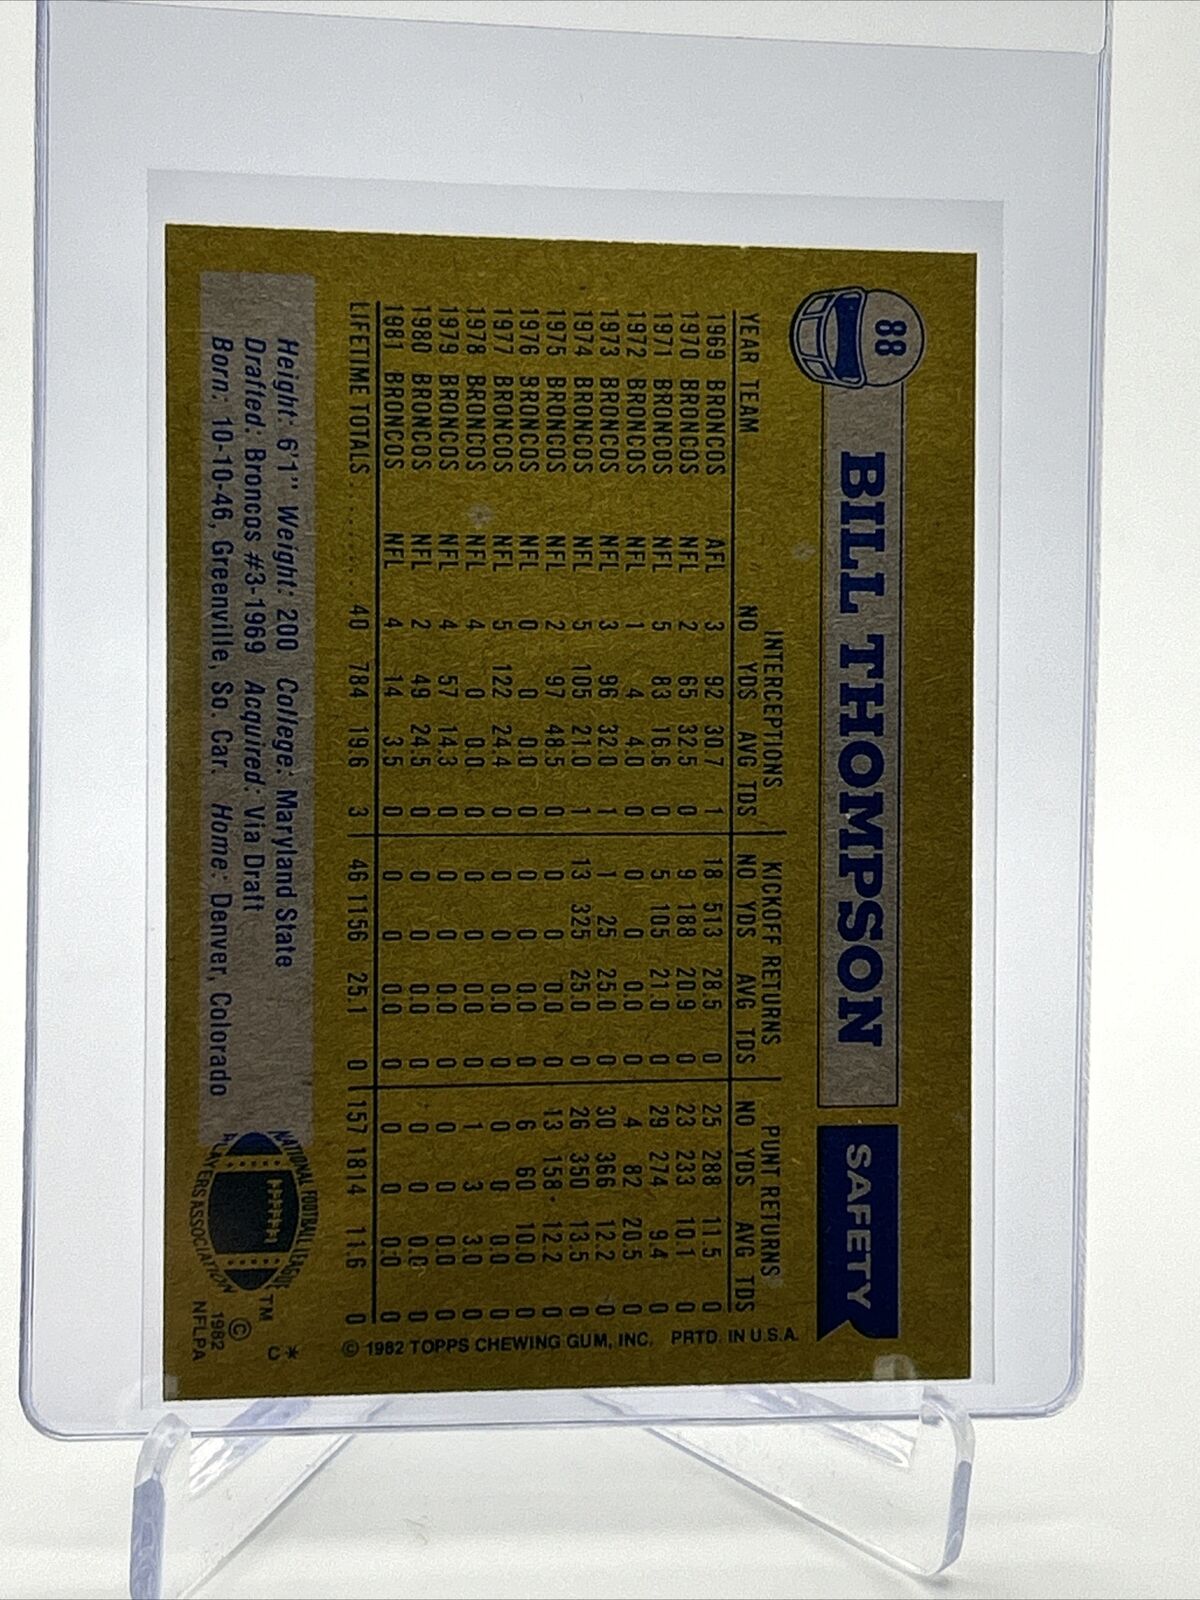 88
BILL THOMPSON
SAFETY
INTERCEPTIONS KICKOFF RETURNS PUNT RETURNS
YEAR TEAM NO YDS AVG TDS NO YDS AVG TDS NO YDS AVG TDS
1969 BRONCOS AFL 3 92 30.7 1 18 513 28.5 0 25 288 11.5 0
1970 BRONCOS NFL 2 65 32.5 0 9 188 20.9 0 23 233 10.1 0
1971 BRONCOS NFL 5 83 16.6 0 5 105 21.0 0 29 274 9.4 0
1972 BRONCOS NFL 1 4 4.0 0 0 0 0.0 0 4 82 20.5 0
1973 BRONCOS NFL 3 96 32.0 1 1 25 25.0 0 30 366 12.2 0
1974 BRONCOS NFL 5 105 21.0 1 13 325 25.0 0 26 350 13.5 0
1975 BRONCOS NFL 2 97 48.5 0 0 0 0.0 0 13 158 12.2 0
1976 BRONCOS NFL 0 0 0.0 0 0 0 0.0 0 6 60 10.0 0
1977 BRONCOS NFL 5 122 24.4 0 0 0 0.0 0 0 0 0.0 0
1978 BRONCOS NFL 4 0 0.0 0 0 0 0.0 0 1 3 3.0 0
1979 BRONCOS NFL 4 57 14.3 0 0 0 0.0 0 0 0 0.0 0
1980 BRONCOS NFL 2 49 24.5 0 0 0 0.0 0 0 0 0.0 0
1981 BRONCOS NFL 4 14 3.5 0 0 0 0.0 0 0 0 0.0 0
LIFETIME TOTALS.......... 40 784 19.6 3 46 1156 25.1 0 157 1814 11.6 0
Height: 6'1" Weight: 200 College: Maryland State
Drafted: Broncos #3-1969 Acquired: Via Draft
Born: 10-10-46, Greenville, So. Car. Home: Denver, Colorado
NATIONAL FOOTBALL LEAGUE
PLAYERS ASSOCIATION
TM
© 1982
NFLPA
C*
© 1982 TOPPS CHEWING GUM, INC. PRTD. IN U.S.A.